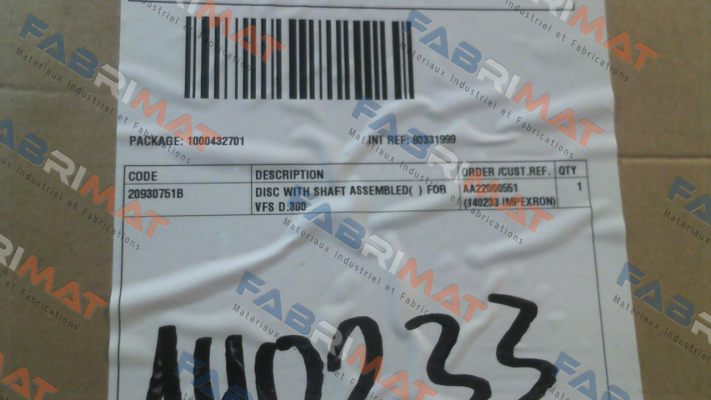 PACKAGE: 1000432701 INT REF: 80331999
CODE DESCRIPTION ORDER /CUST.REF. QTY
20930751B DISC WITH SHAFT ASSEMBLED( ) FOR AA22000551 1
VFS D.300 (140233 IMPEXRON)
140233
FABRIMAT
Materiaux Industriel et Fabrications